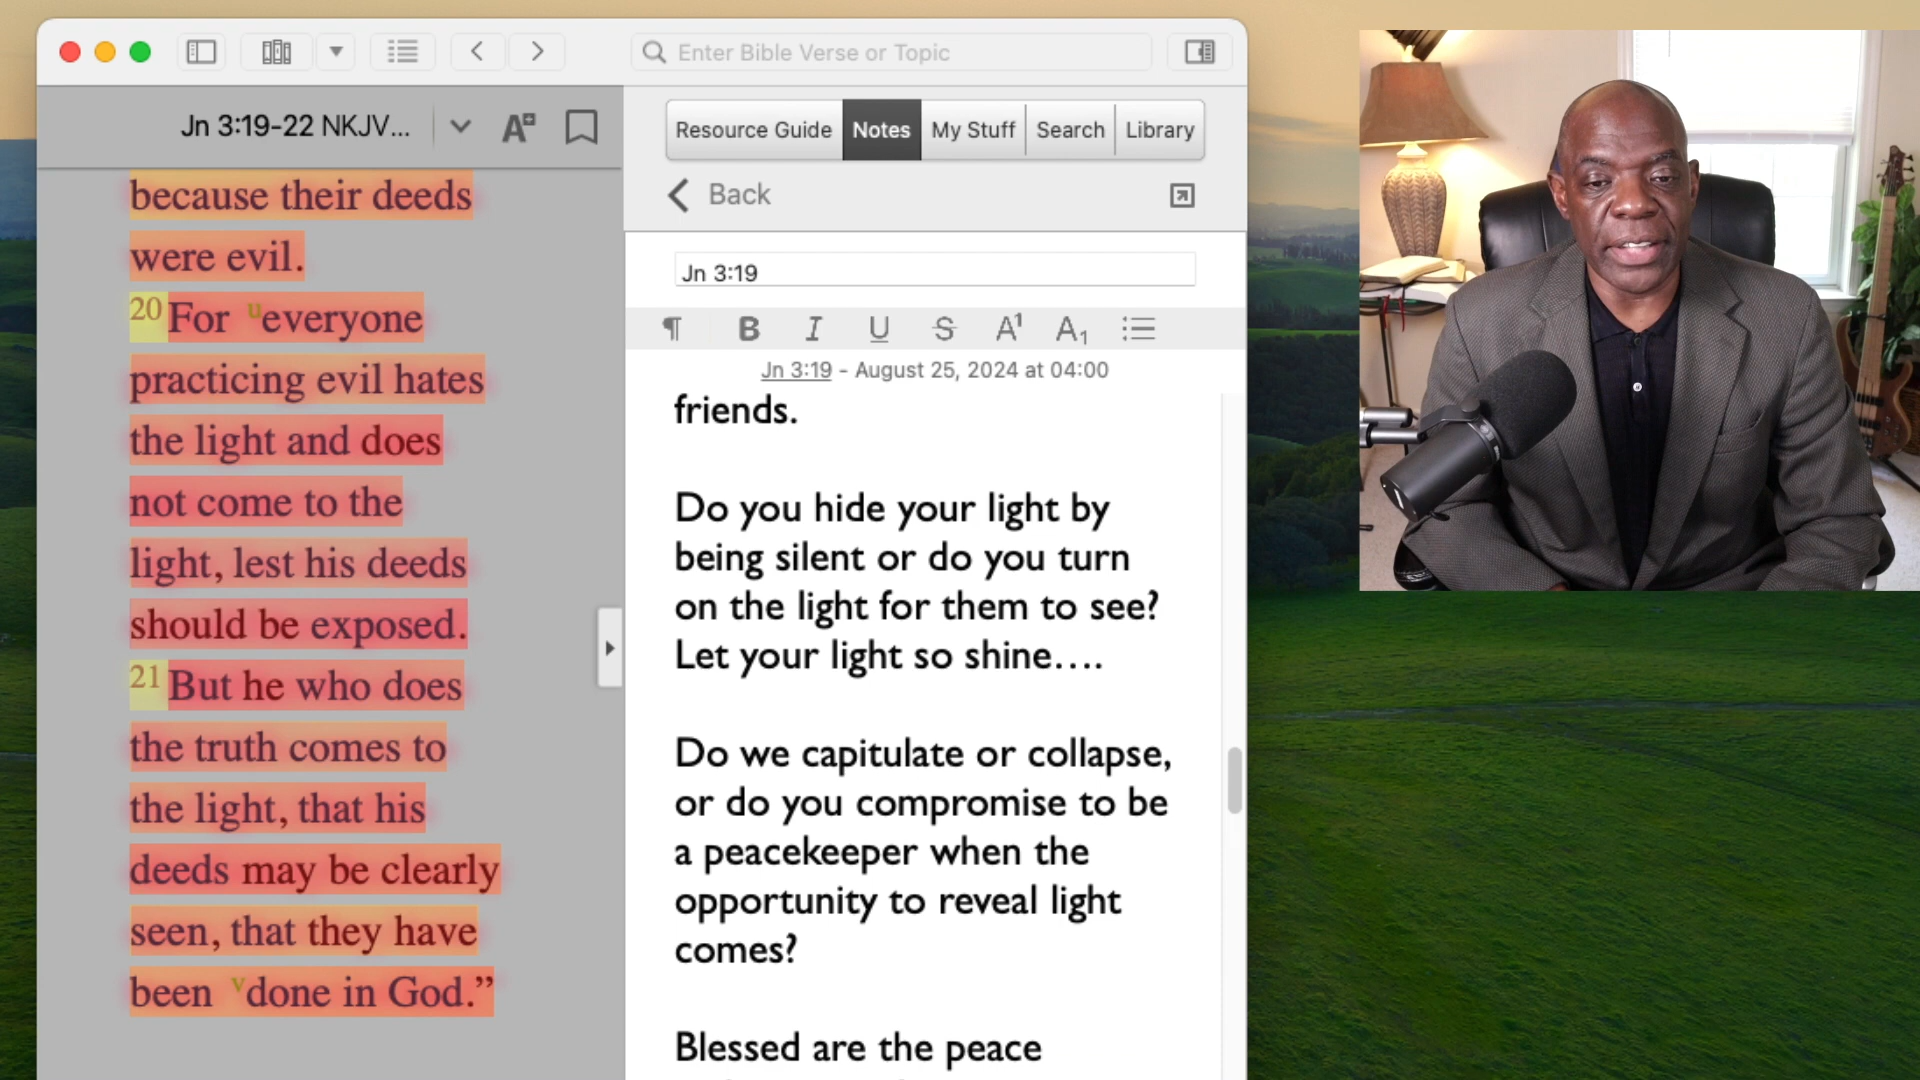 Enter Bible Verse or Topic
Jn 3:19-22 NKJV...
because their deeds
were evil.
20 For ᵘeveryone
practicing evil hates
the light and does
not come to the
light, lest his deeds
should be exposed.
21 But he who does
the truth comes to
the light, that his
deeds may be clearly
seen, that they have
been ᵛdone in God.”
Resource Guide
Notes
My Stuff
Search
Library
Back
Jn 3:19
¶ B I U S A¹ A₁
Jn 3:19 - August 25, 2024 at 04:00
friends.
Do you hide your light by
being silent or do you turn
on the light for them to see?
Let your light so shine….
Do we capitulate or collapse,
or do you compromise to be
a peacekeeper when the
opportunity to reveal light
comes?
Blessed are the peace